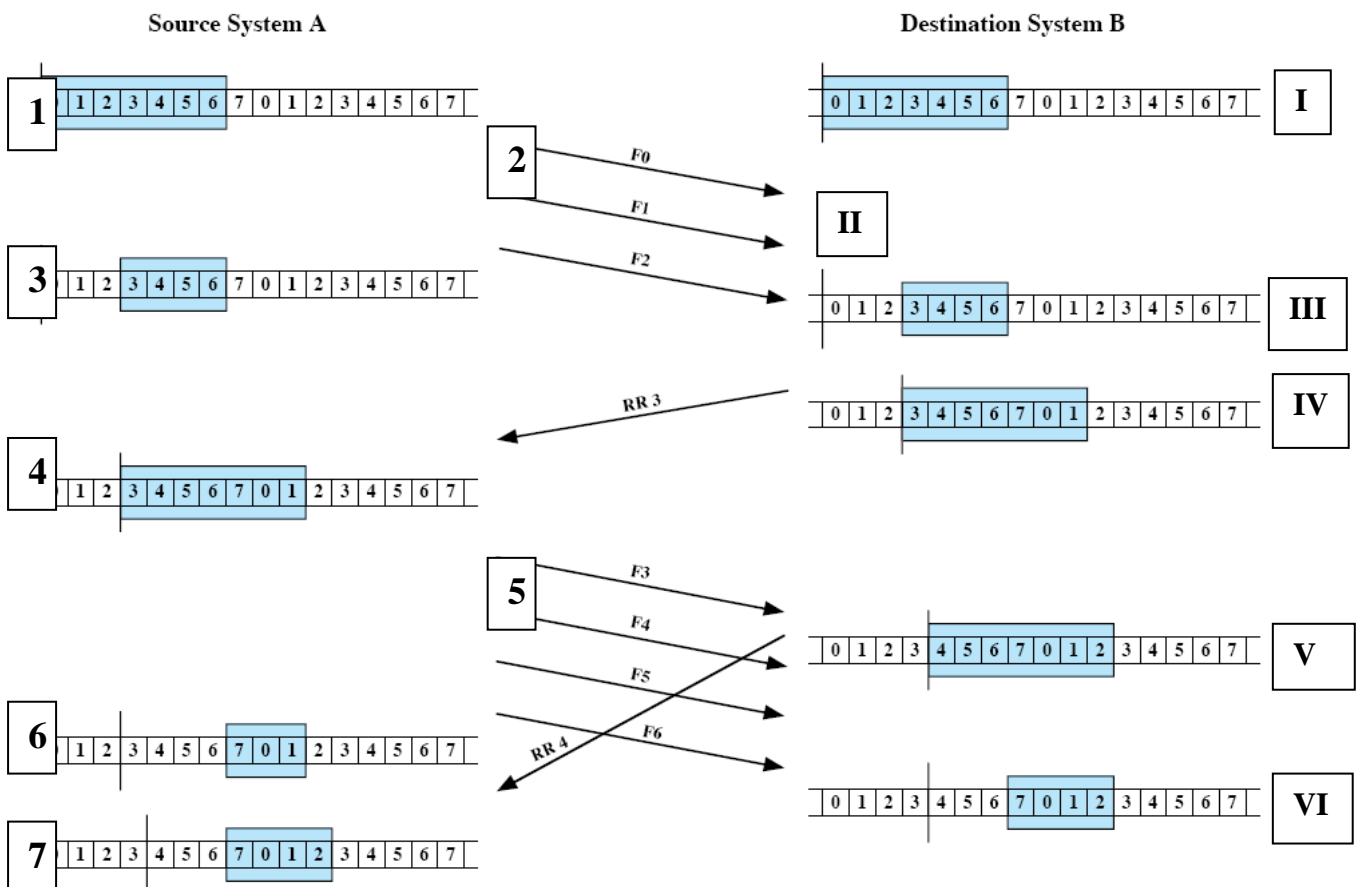 Source System A
Destination System B
1
1 2 3 4 5 6 7 0 1 2 3 4 5 6 7
0 1 2 3 4 5 6 7 0 1 2 3 4 5 6 7
I
2
F0
F1
II
F2
3
1 2 3 4 5 6 7 0 1 2 3 4 5 6 7
0 1 2 3 4 5 6 7 0 1 2 3 4 5 6 7
III
RR 3
0 1 2 3 4 5 6 7 0 1 2 3 4 5 6 7
IV
4
1 2 3 4 5 6 7 0 1 2 3 4 5 6 7
5
F3
F4
0 1 2 3 4 5 6 7 0 1 2 3 4 5 6 7
V
F5
F6
RR 4
6
1 2 3 4 5 6 7 0 1 2 3 4 5 6 7
0 1 2 3 4 5 6 7 0 1 2 3 4 5 6 7
VI
7
1 2 3 4 5 6 7 0 1 2 3 4 5 6 7